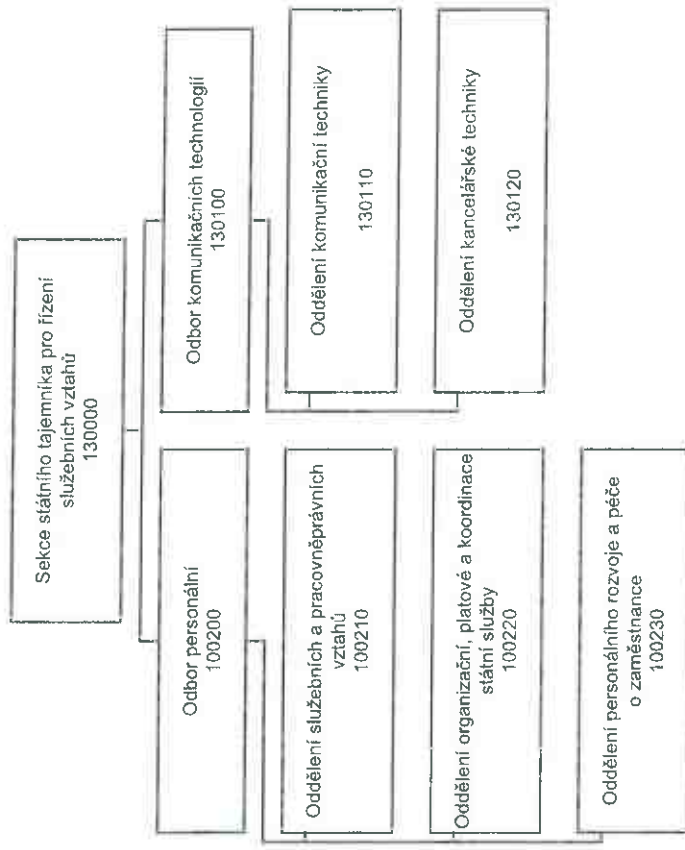 Sekce státního tajemníka pro řízení
služebních vztahů
130000
Odbor personální
100200
Oddělení služebních a pracovněprávních
vztahů
100210
Oddělení organizační, platové a koordinace
státní služby
100220
Oddělení personálního rozvoje a péče
o zaměstnance
100230
Odbor komunikačních technologií
130100
Oddělení komunikační techniky
130110
Oddělení kancelářské techniky
130120